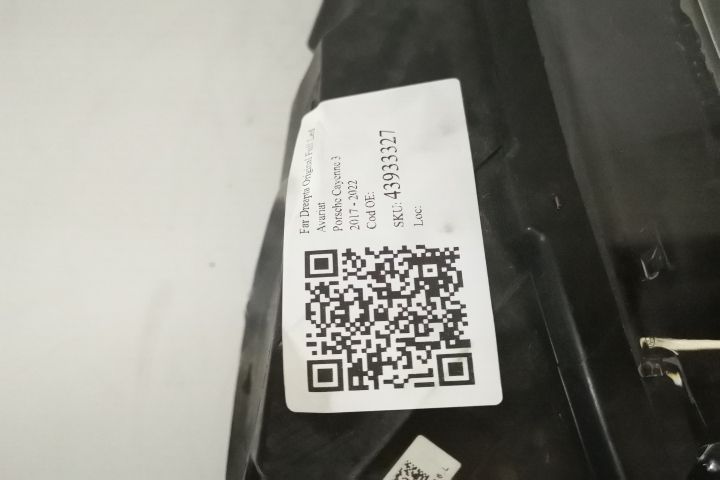 Far Dreapta Original Full Led
Avariat
Porsche Cayenne 3
2017 - 2022
Cod OE:
SKU: 43933327
Loc:
L